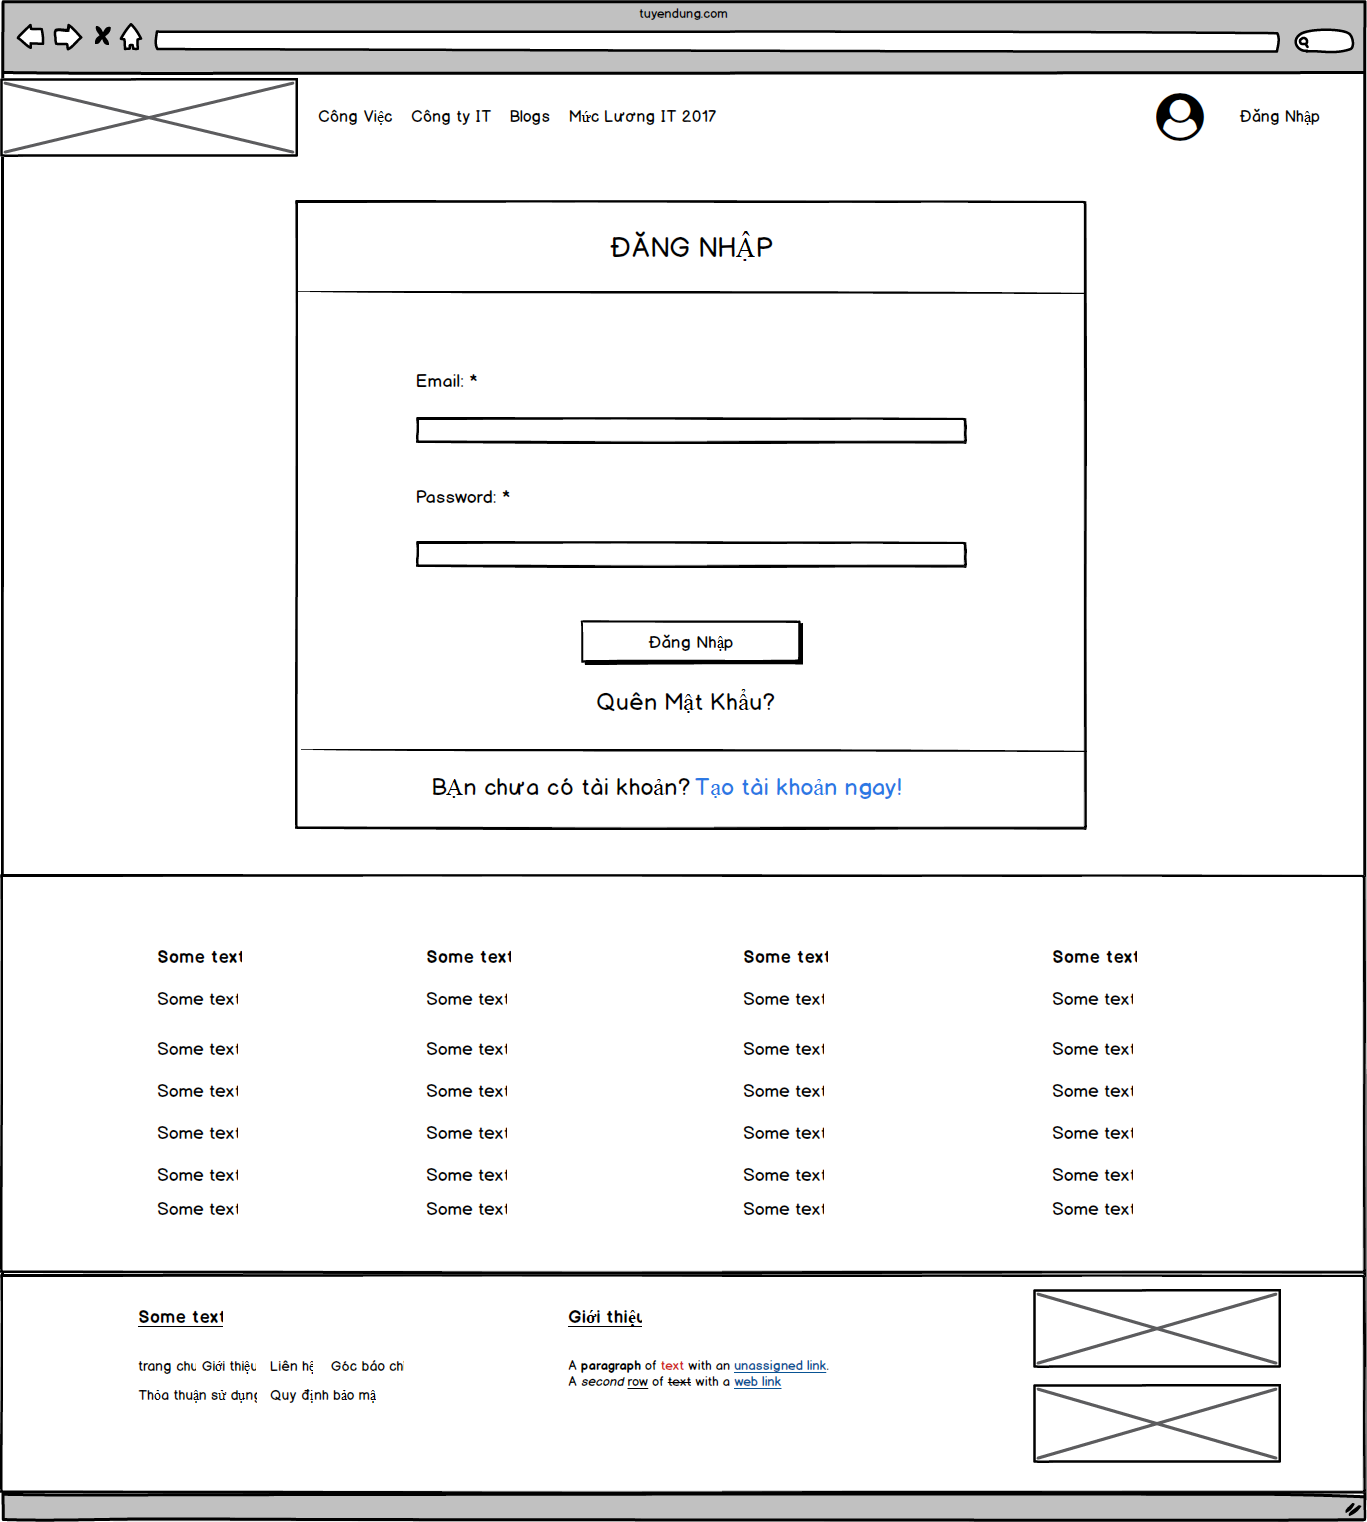 tuyendung.com
Công Việc Công ty IT Blogs Mức Lương IT 2017 Đăng Nhập
ĐĂNG NHẬP
Email: *
Password: *
Đăng Nhập
Quên Mật Khẩu?
BẠn chưa có tài khoản? Tạo tài khoản ngay!
Some text Some text Some text Some text
Some text Some text Some text Some text
Some text Some text Some text Some text
Some text Some text Some text Some text
Some text Some text Some text Some text
Some text Some text Some text Some text
Some text Some text Some text Some text
Some text Giới thiệu
trang chu Giới thiệu Liên hệ Góc báo ch
Thỏa thuận sử dụng Quy định bảo mậ
A paragraph of text with an unassigned link.
A second row of text with a web link